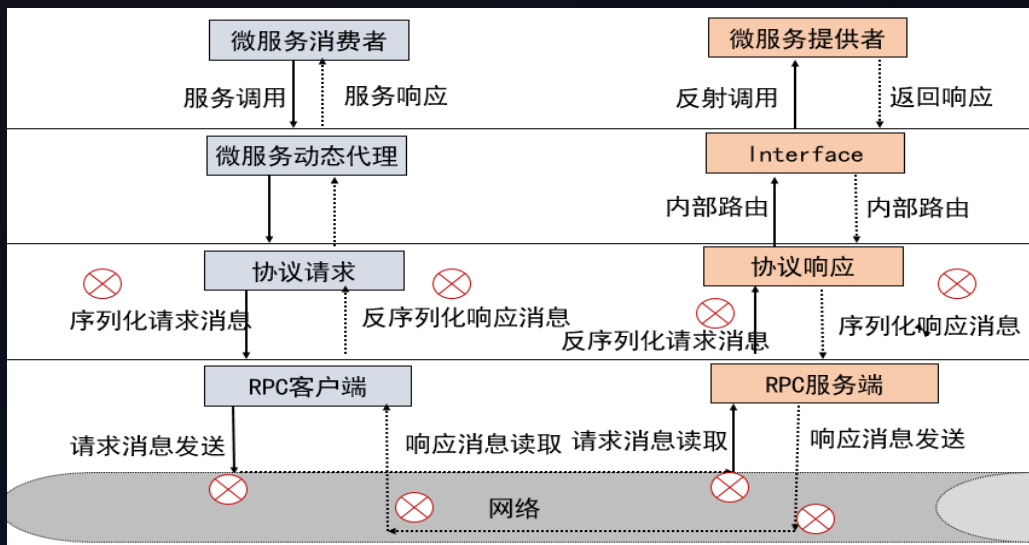 微服务消费者
微服务提供者
服务调用
服务响应
反射调用
返回响应
微服务动态代理
Interface
内部路由
内部路由
协议请求
协议响应
序列化请求消息
反序列化响应消息
反序列化请求消息
序列化响应消息
RPC客户端
RPC服务端
请求消息发送
响应消息读取
请求消息读取
响应消息发送
网络